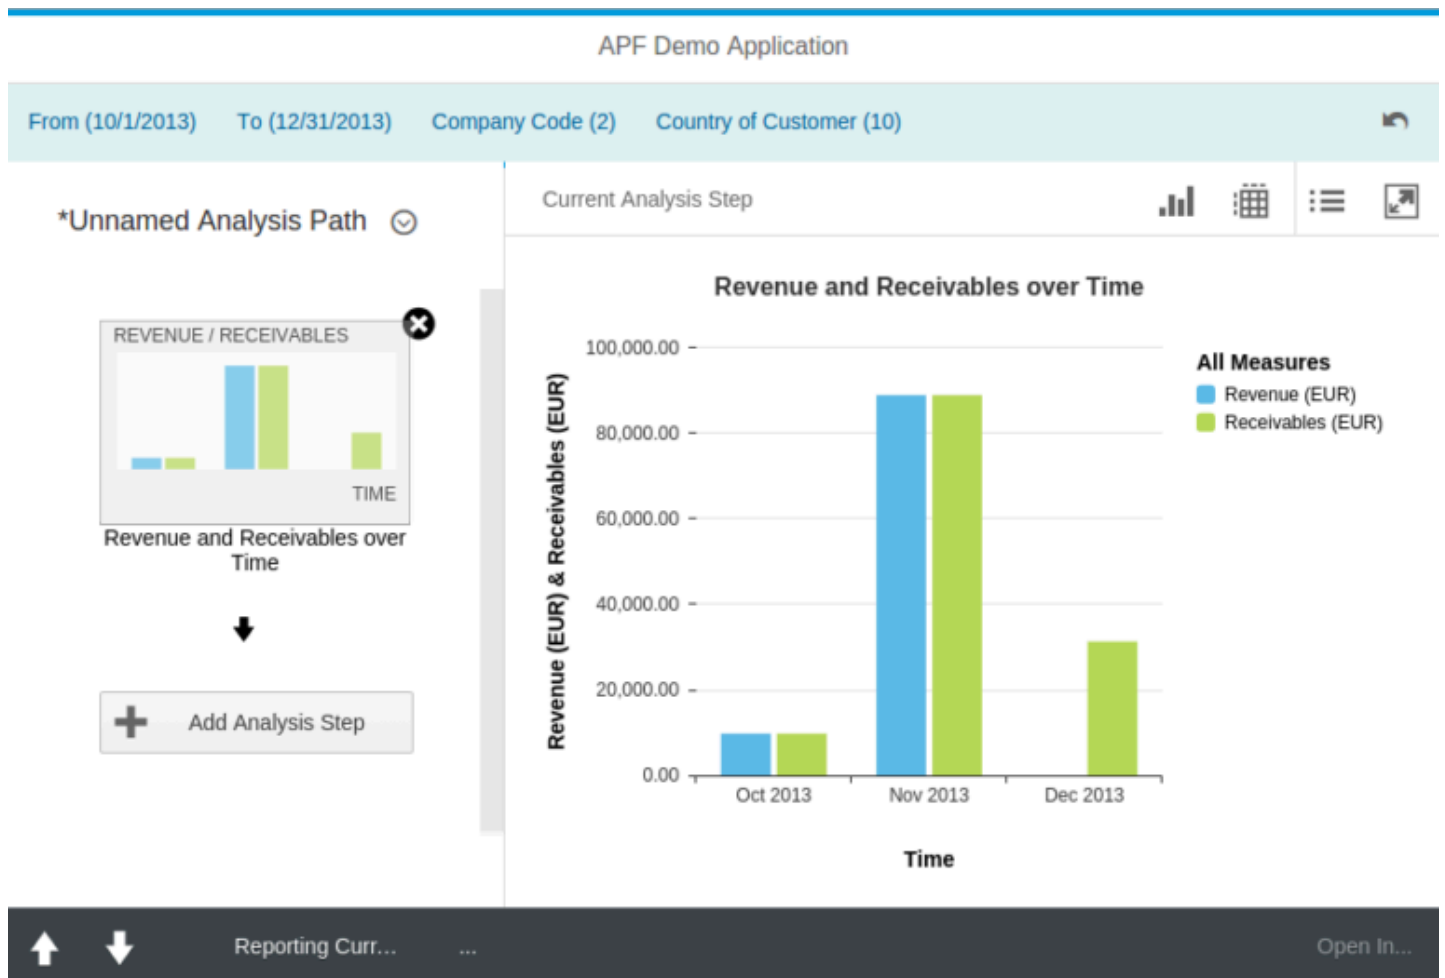 APF Demo Application
From (10/1/2013) To (12/31/2013) Company Code (2) Country of Customer (10)
*Unnamed Analysis Path
REVENUE / RECEIVABLES
TIME
Revenue and Receivables over
Time
Add Analysis Step
Current Analysis Step
Revenue and Receivables over Time
Revenue (EUR) & Receivables (EUR)
100,000.00
80,000.00
60,000.00
40,000.00
20,000.00
0.00
Oct 2013 Nov 2013 Dec 2013
Time
All Measures
Revenue (EUR)
Receivables (EUR)
Reporting Curr... ... Open In...